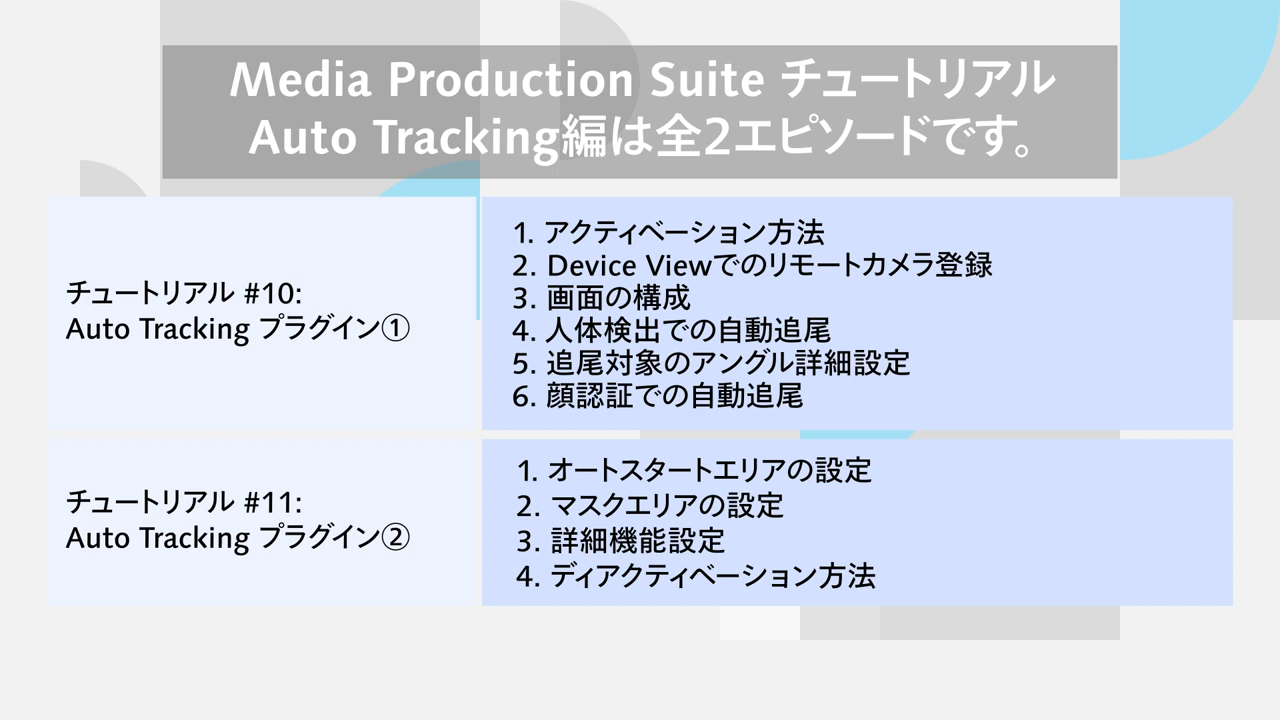 Media Production Suite チュートリアル
Auto Tracking編は全2エピソードです。
チュートリアル #10:
Auto Tracking プラグイン①
1. アクティベーション方法
2. Device Viewでのリモートカメラ登録
3. 画面の構成
4. 人体検出での自動追尾
5. 追尾対象のアングル詳細設定
6. 顔認証での自動追尾
チュートリアル #11:
Auto Tracking プラグイン②
1. オートスタートエリアの設定
2. マスクエリアの設定
3. 詳細機能設定
4. ディアクティベーション方法